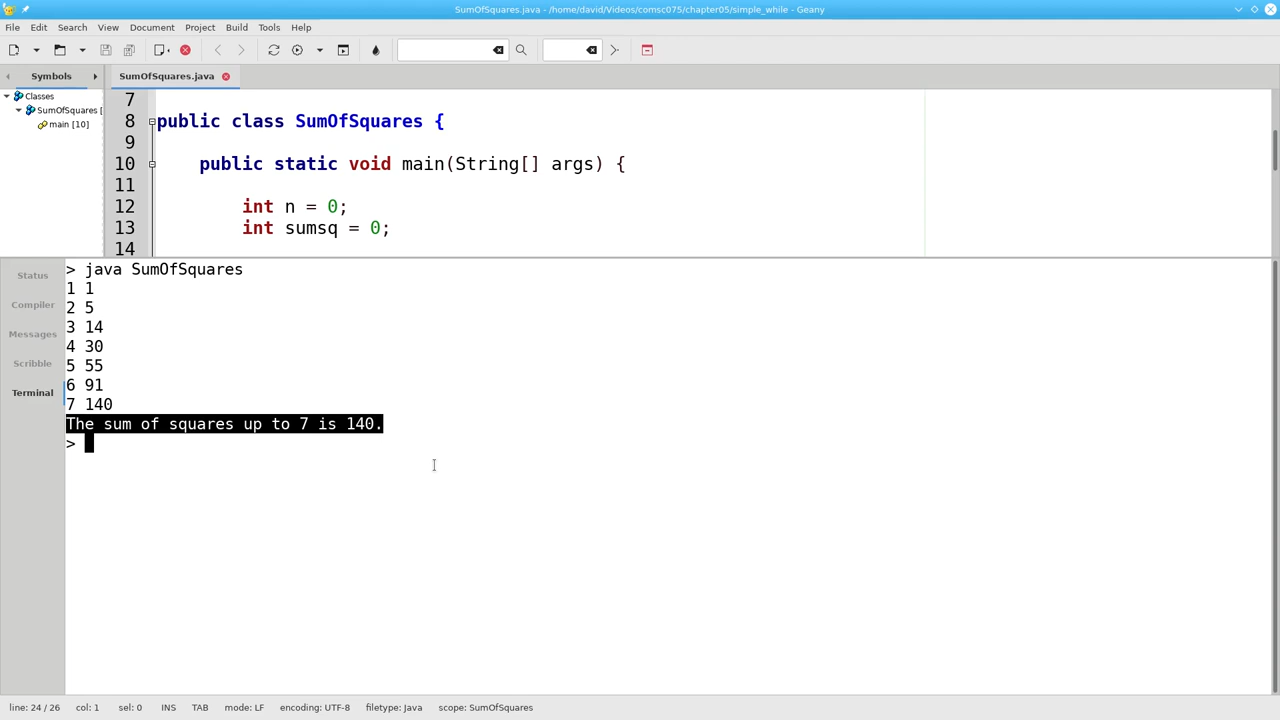 SumOfSquares.java - /home/david/Videos/comsc075/chapter05/simple_while - Geany
File Edit Search View Document Project Build Tools Help
Symbols
SumOfSquares.java
Classes
SumOfSquares [
main [10]
7
8 public class SumOfSquares {
9
10 public static void main(String[] args) {
11
12 int n = 0;
13 int sumsq = 0;
14
Status
Compiler
Messages
Scribble
Terminal
> java SumOfSquares
1 1
2 5
3 14
4 30
5 55
6 91
7 140
The sum of squares up to 7 is 140.
>
line: 24 / 26 col: 1 sel: 0 INS TAB mode: LF encoding: UTF-8 filetype: Java scope: SumOfSquares